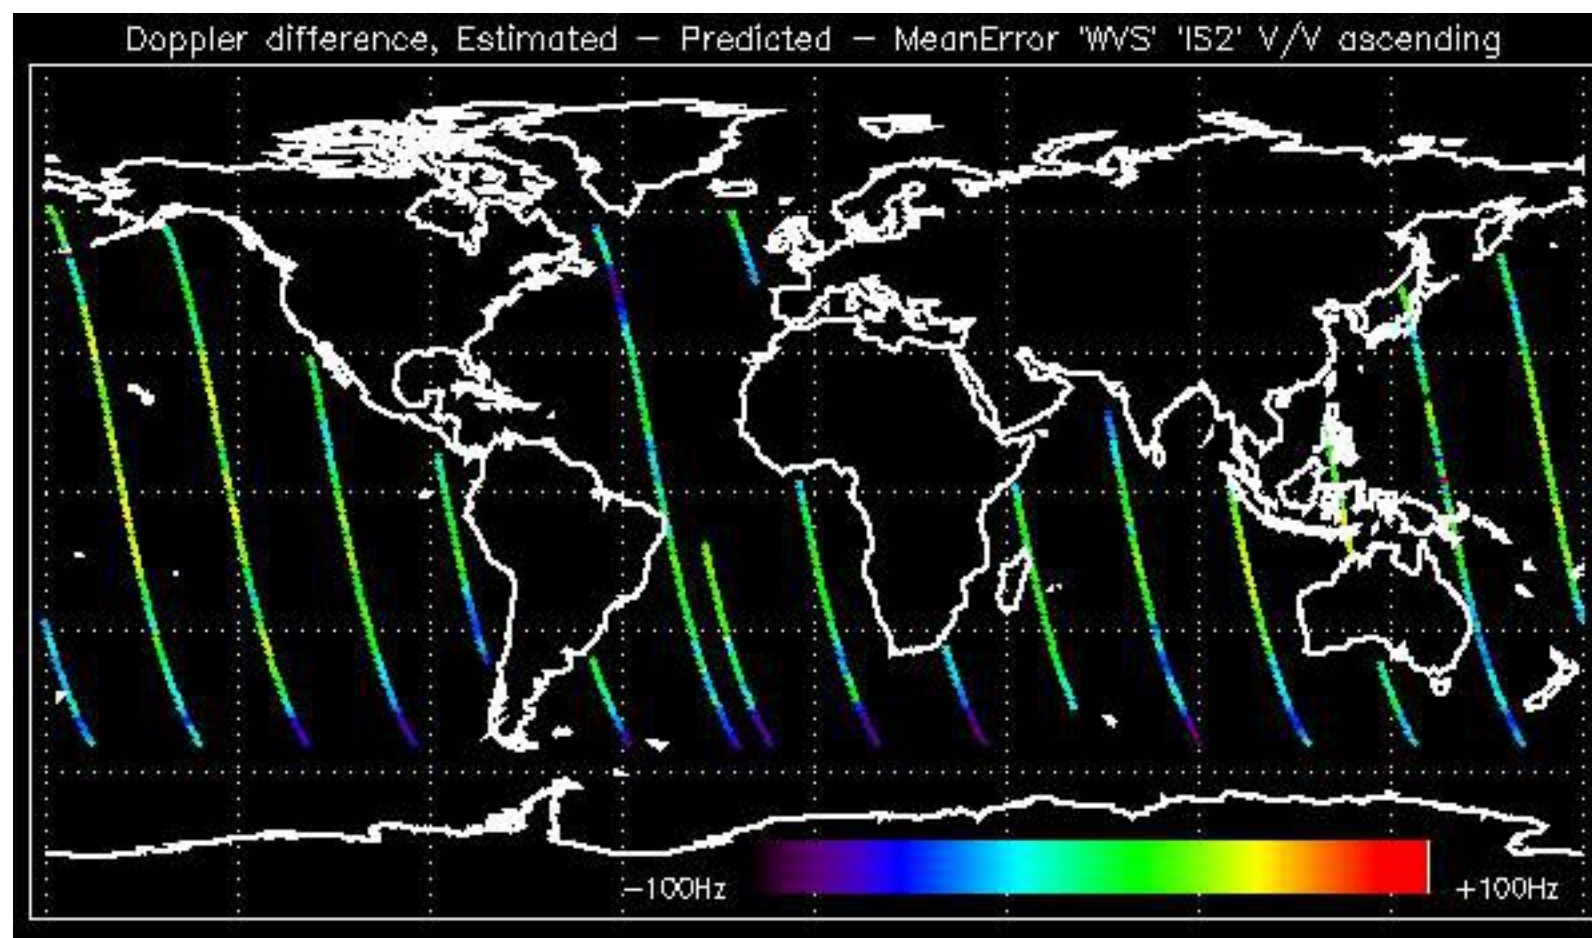 Doppler difference, Estimated – Predicted – MeanError 'WVS' 'IS2' V/V ascending
–100Hz +100Hz